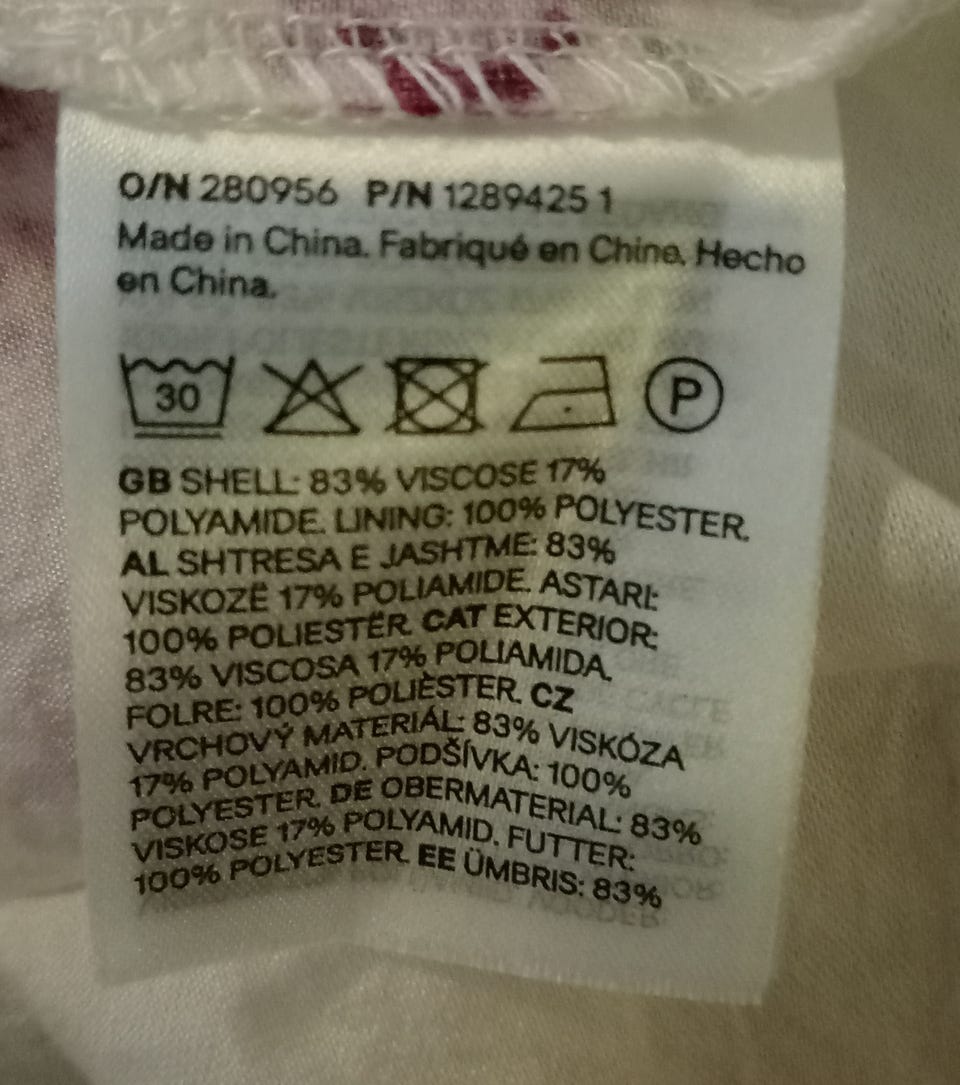 O/N 280956 P/N 1289425 1
Made in China. Fabriqué en Chine. Hecho
en China.
30 P
GB SHELL: 83% VISCOSE 17%
POLYAMIDE. LINING: 100% POLYESTER.
AL SHTRESA E JASHTME: 83%
VISKOZË 17% POLIAMIDE. ASTARI:
100% POLIESTËR. CAT EXTERIOR:
83% VISCOSA 17% POLIAMIDA.
FOLRE: 100% POLIÈSTER. CZ
VRCHOVÝ MATERIÁL: 83% VISKÓZA
17% POLYAMID. PODŠÍVKA: 100%
POLYESTER. DE OBERMATERIAL: 83%
VISKOSE 17% POLYAMID. FUTTER:
100% POLYESTER. EE ÜMBRIS: 83%